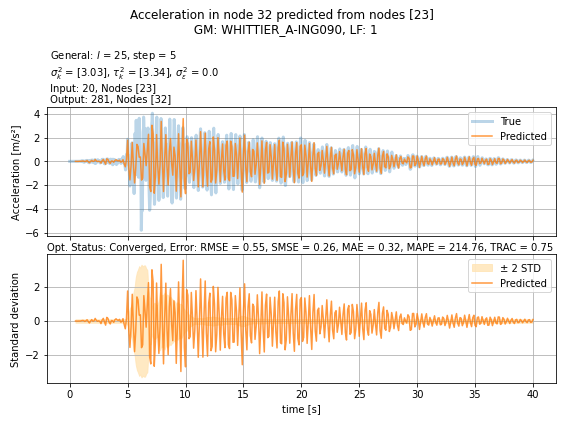 Acceleration in node 32 predicted from nodes [23]
GM: WHITTIER_A-ING090, LF: 1
General: l = 25, step = 5
σ²ₖ = [3.03], τ²ₖ = [3.34], σ²ᵣ = 0.0
Input: 20, Nodes [23]
Output: 281, Nodes [32]
Acceleration [m/s²]
4
2
0
−2
−4
−6
True
Predicted
Opt. Status: Converged, Error: RMSE = 0.55, SMSE = 0.26, MAE = 0.32, MAPE = 214.76, TRAC = 0.75
Standard deviation
2
0
−2
± 2 STD
Predicted
0 5 10 15 20 25 30 35 40
time [s]